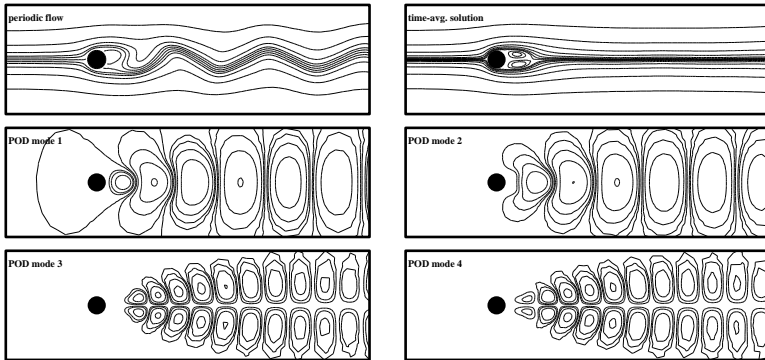 periodic flow
time-avg. solution
POD mode 1
POD mode 2
POD mode 3
POD mode 4